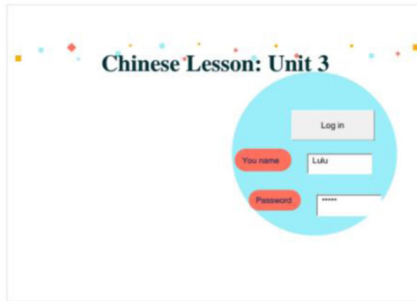 Chinese Lesson: Unit 3
Log in
You name
Lulu
Password
*****